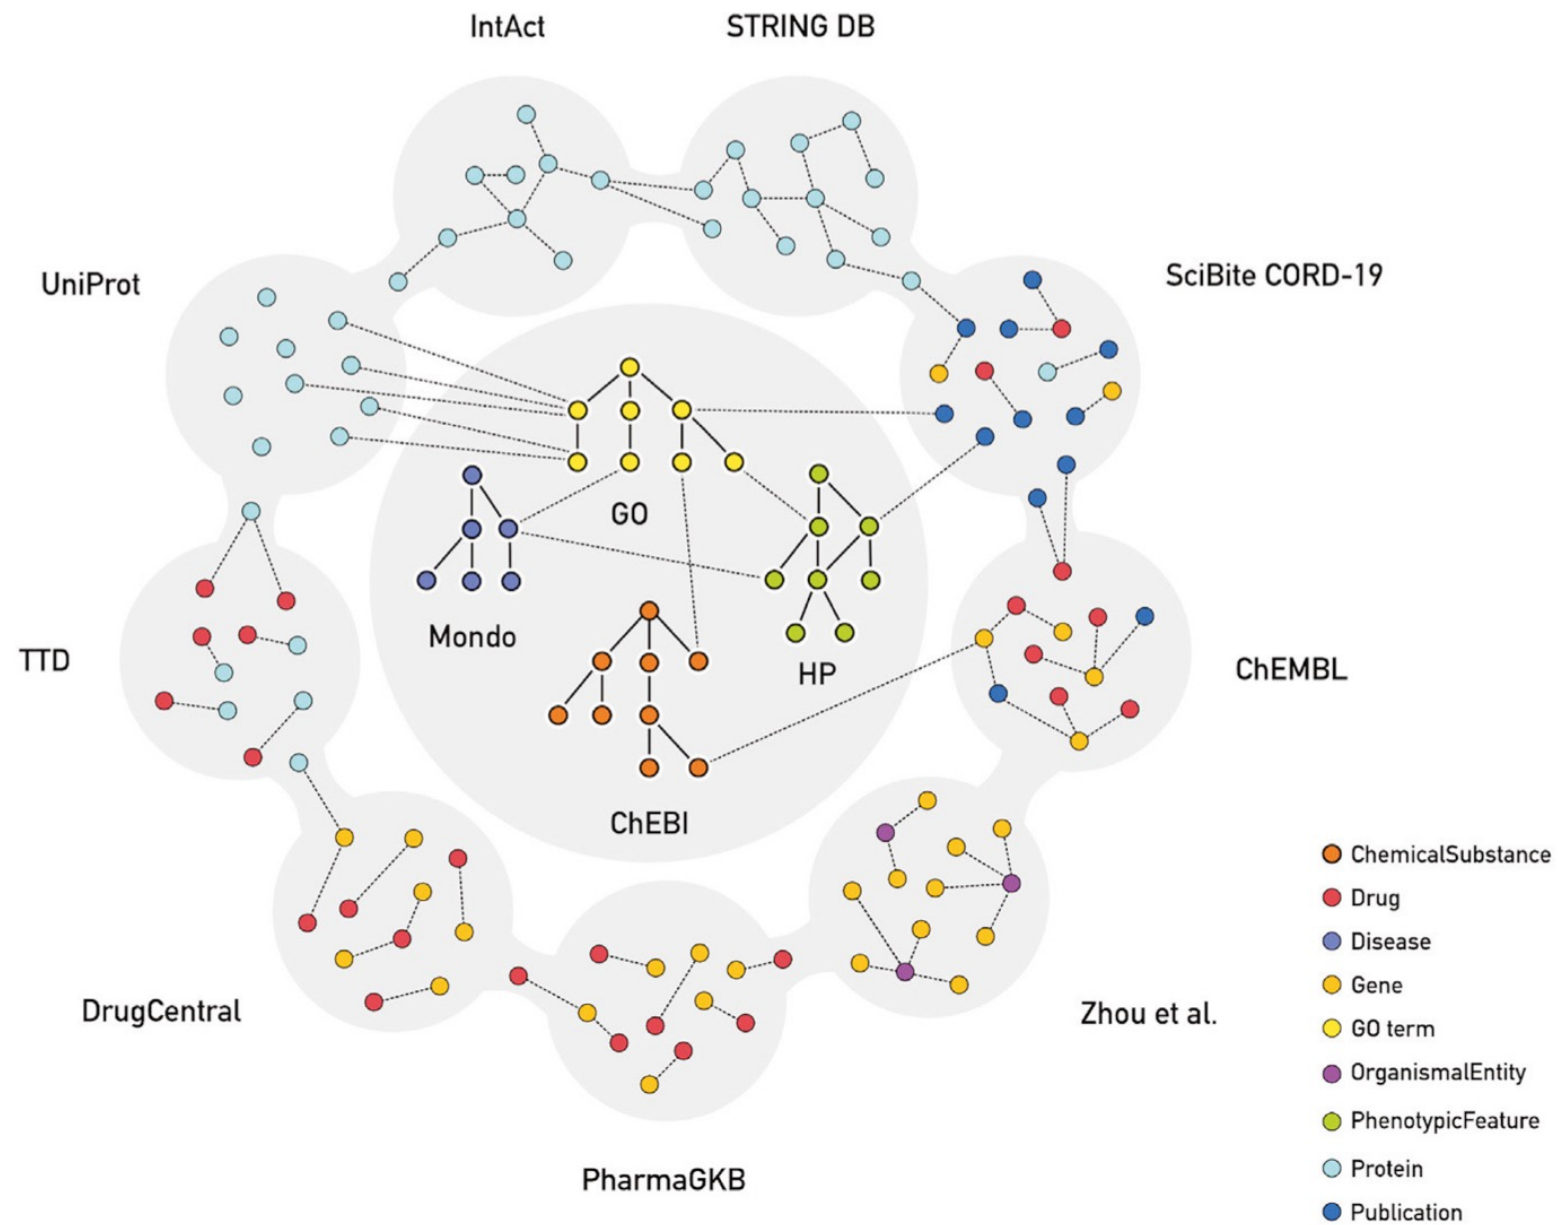 IntAct
STRING DB
UniProt
SciBite CORD-19
GO
Mondo
HP
TTD
ChEMBL
ChEBI
DrugCentral
Zhou et al.
PharmaGKB
ChemicalSubstance
Drug
Disease
Gene
GO term
OrganismalEntity
PhenotypicFeature
Protein
Publication